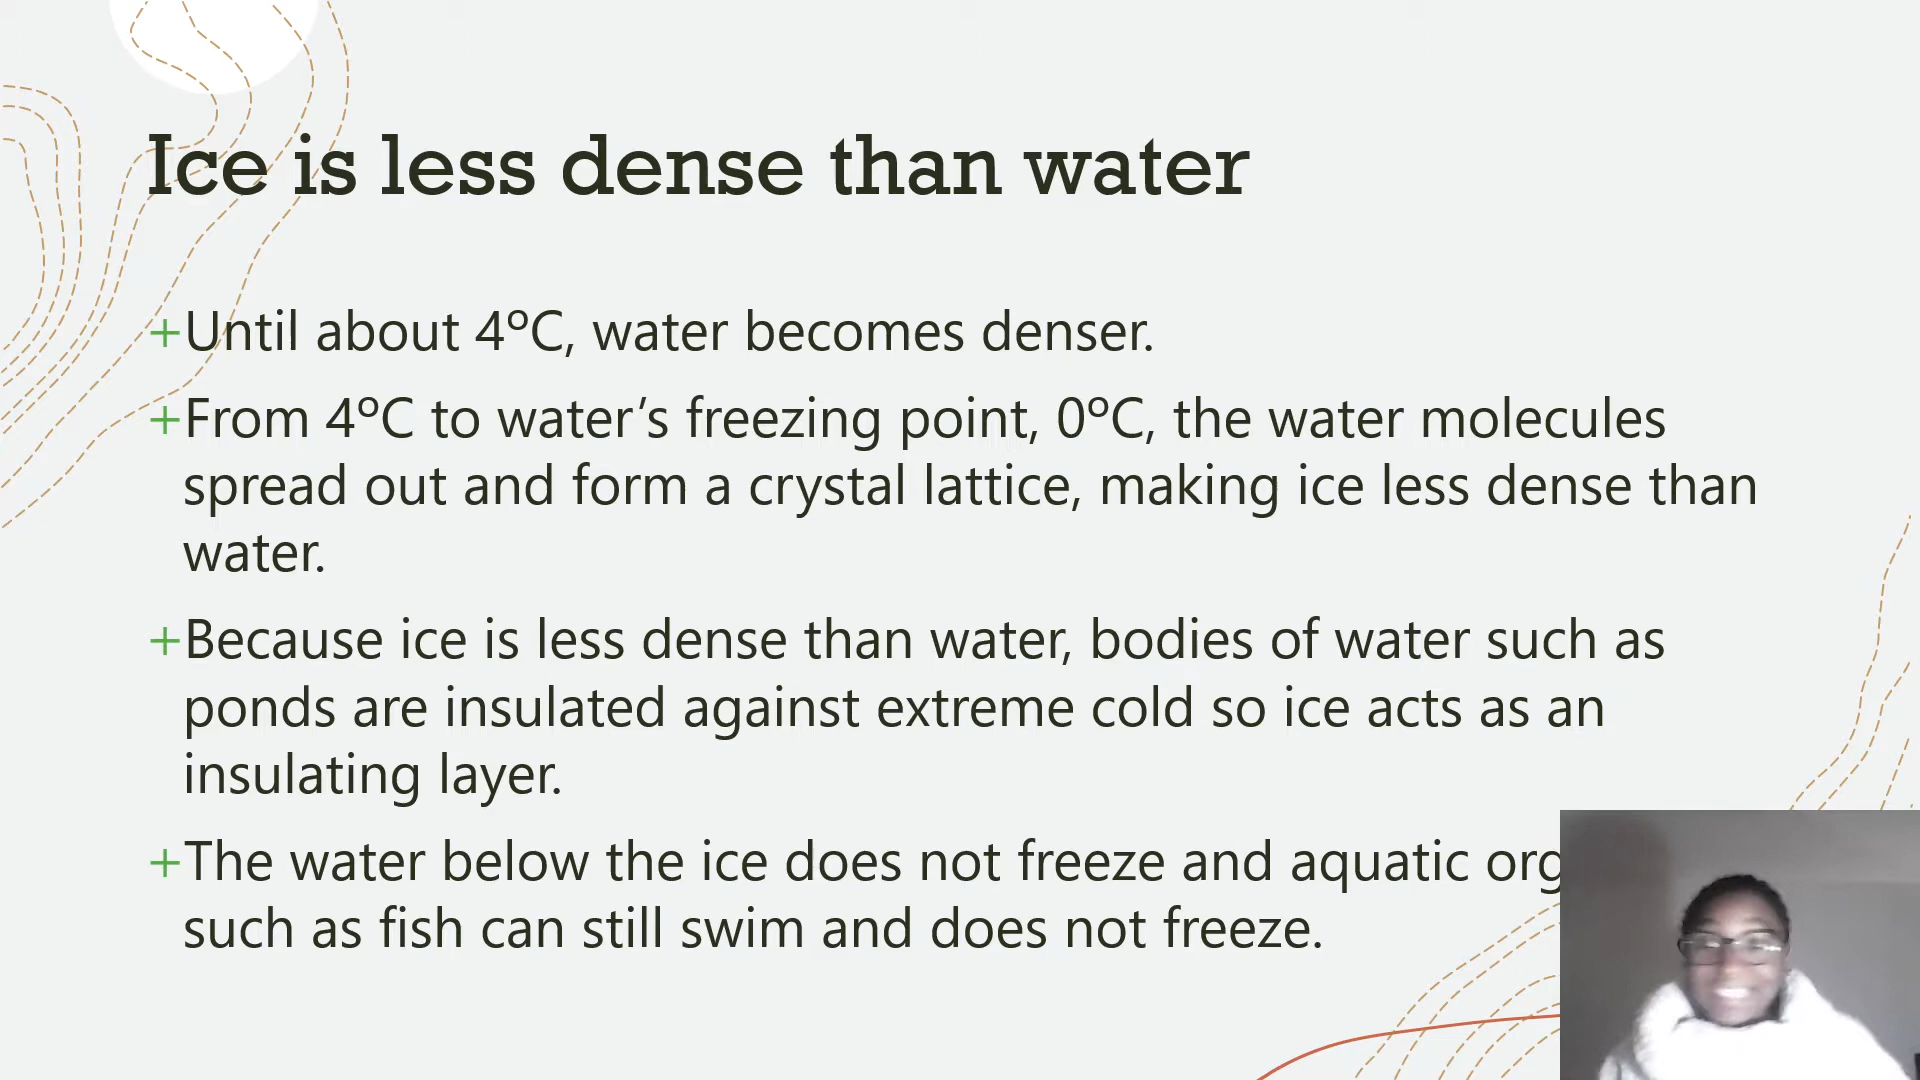 Ice is less dense than water
+Until about 4ºC, water becomes denser.
+From 4ºC to water’s freezing point, 0ºC, the water molecules
spread out and form a crystal lattice, making ice less dense than
water.
+Because ice is less dense than water, bodies of water such as
ponds are insulated against extreme cold so ice acts as an
insulating layer.
+The water below the ice does not freeze and aquatic
such as fish can still swim and does not freeze.